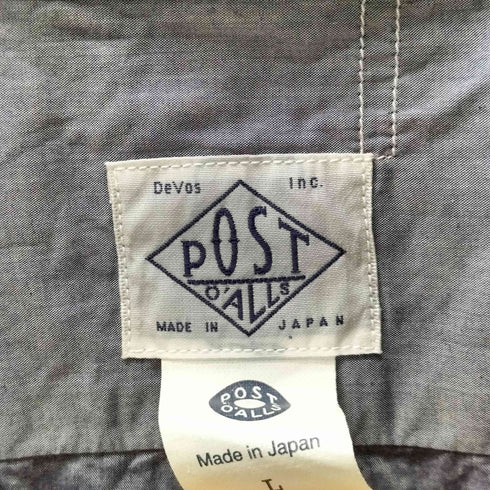 DeVos Inc.
POST
O'ALLS
MADE IN JAPAN
POST
O'ALLS
Made in Japan
L